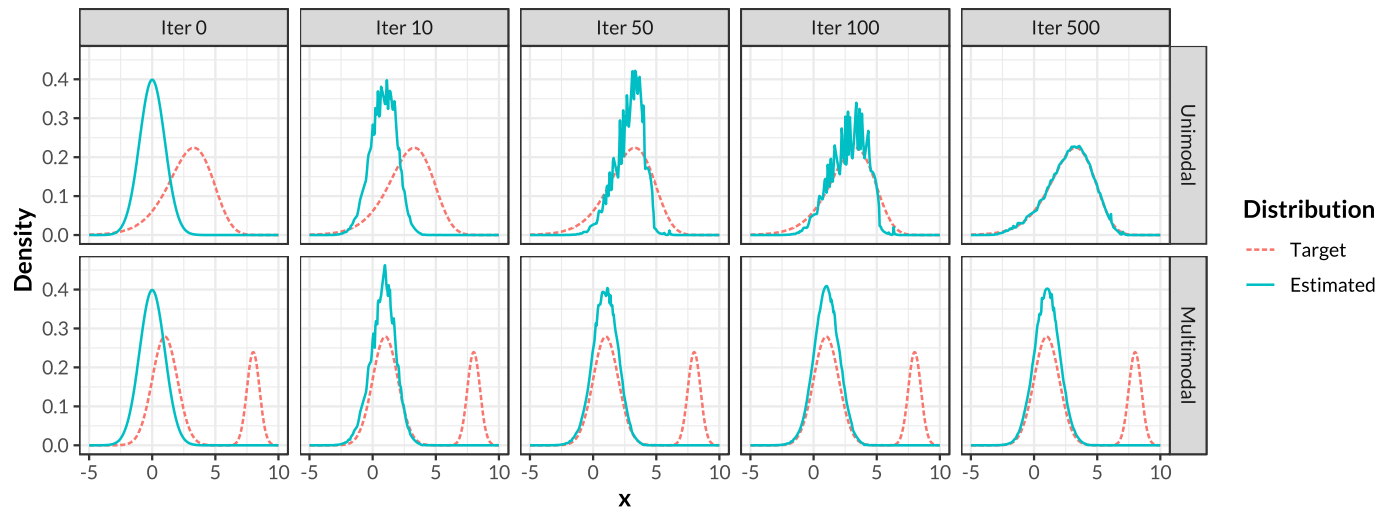 Iter 0
Iter 10
Iter 50
Iter 100
Iter 500
Density
0.4
0.3
0.2
0.1
0.0
Unimodal
0.4
0.3
0.2
0.1
0.0
Multimodal
-5 0 5 10
-5 0 5 10
-5 0 5 10
-5 0 5 10
-5 0 5 10
x
Distribution
Target
Estimated